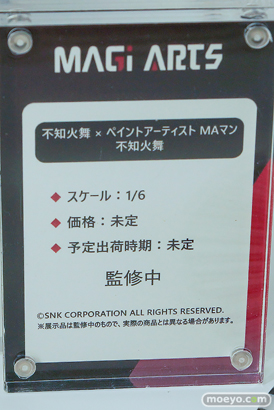 MAGi ARTS
不知火舞 × ペイントアーティスト MAマン
不知火舞
◆ スケール：1/6
◆ 価格：未定
◆ 予定出荷時期：未定
監修中
©SNK CORPORATION ALL RIGHTS RESERVED.
※展示品は監修中のもので、実際の商品とは異なる場合があります。
moeyo.com